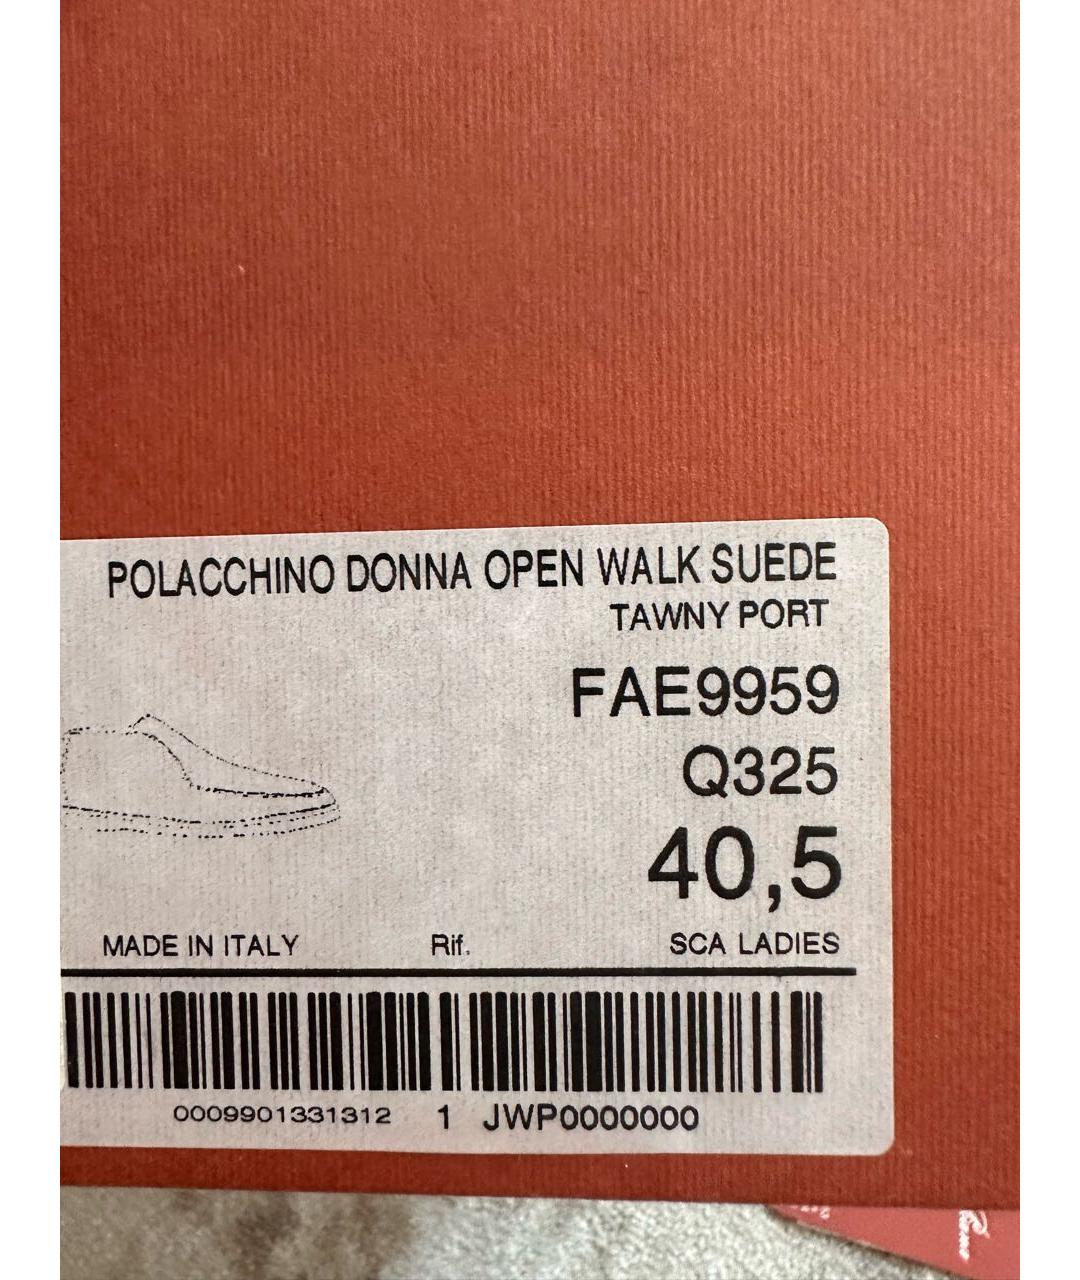 POLACCHINO DONNA OPEN WALK SUEDE
TAWNY PORT
FAE9959
Q325
40,5
MADE IN ITALY Rif. SCA LADIES
0009901331312 1 JWP0000000